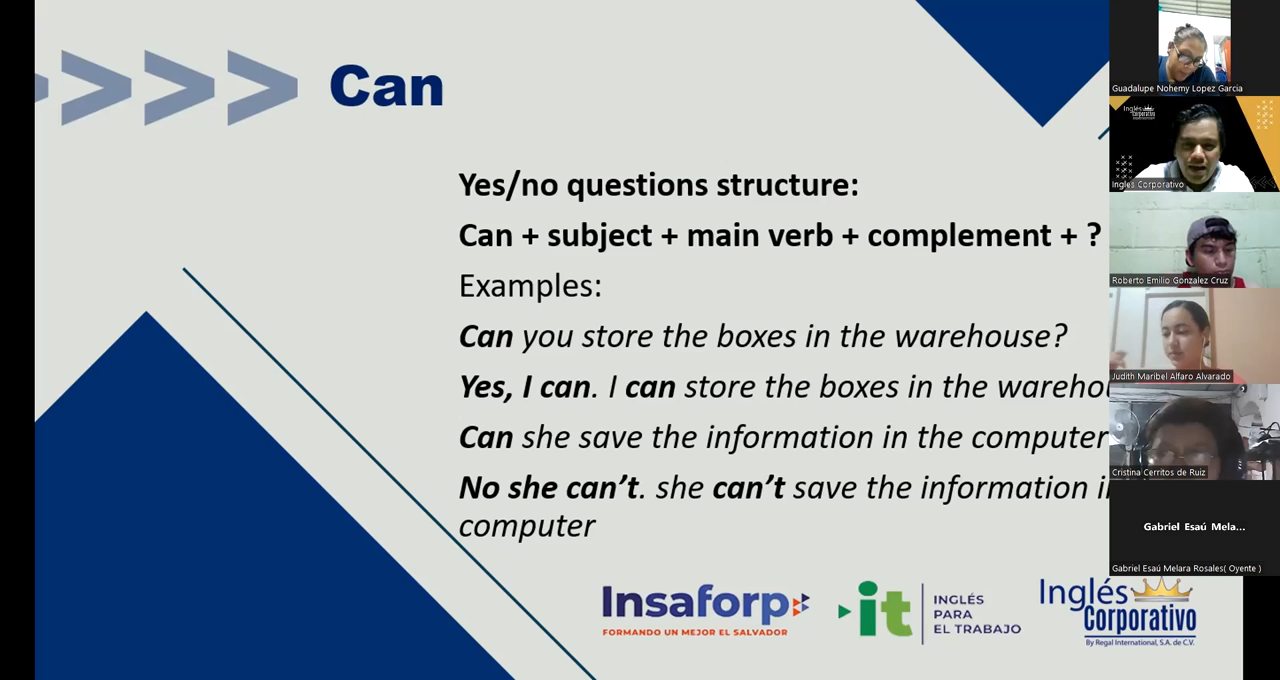 Can
Yes/no questions structure:
Can + subject + main verb + complement + ?
Examples:
Can you store the boxes in the warehouse?
Yes, I can. I can store the boxes in the
Can she save the information in the computer
No she can't. she can't save the information
computer
Insaforp
FORMANDO UN MEJOR EL SALVADOR
it
INGLÉS
PARA
EL TRABAJO
Inglés
Corporativo
By Regal International, S.A. de C.V.
Guadalupe Nohemy Lopez Garcia
Inglés
Corporativo
Ingles Corporativo
Roberto Emilio Gonzalez Cruz
Judith Maribel Alfaro Alvarado
Cristina Cerritos de Ruiz
Gabriel Esaú Mela...
Gabriel Esaú Melara Rosales( Oyente )